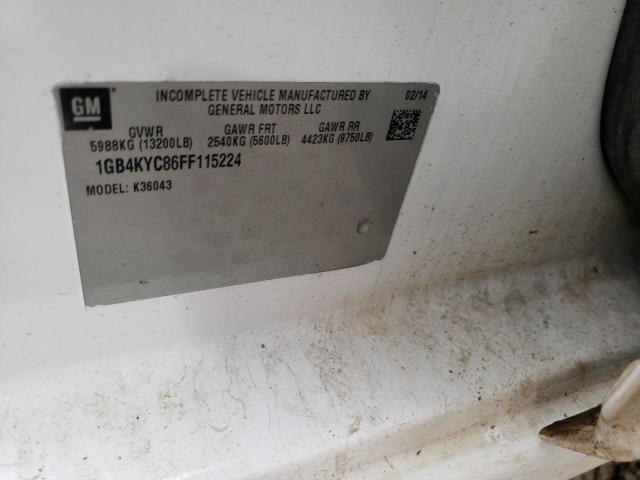 GM
INCOMPLETE VEHICLE MANUFACTURED BY
GENERAL MOTORS LLC
02/14
GVWR GAWR FRT GAWR RR
5988KG (13200LB) 2540KG (5600LB) 4423KG (9750LB)
1GB4KYC86FF115224
MODEL: K36043